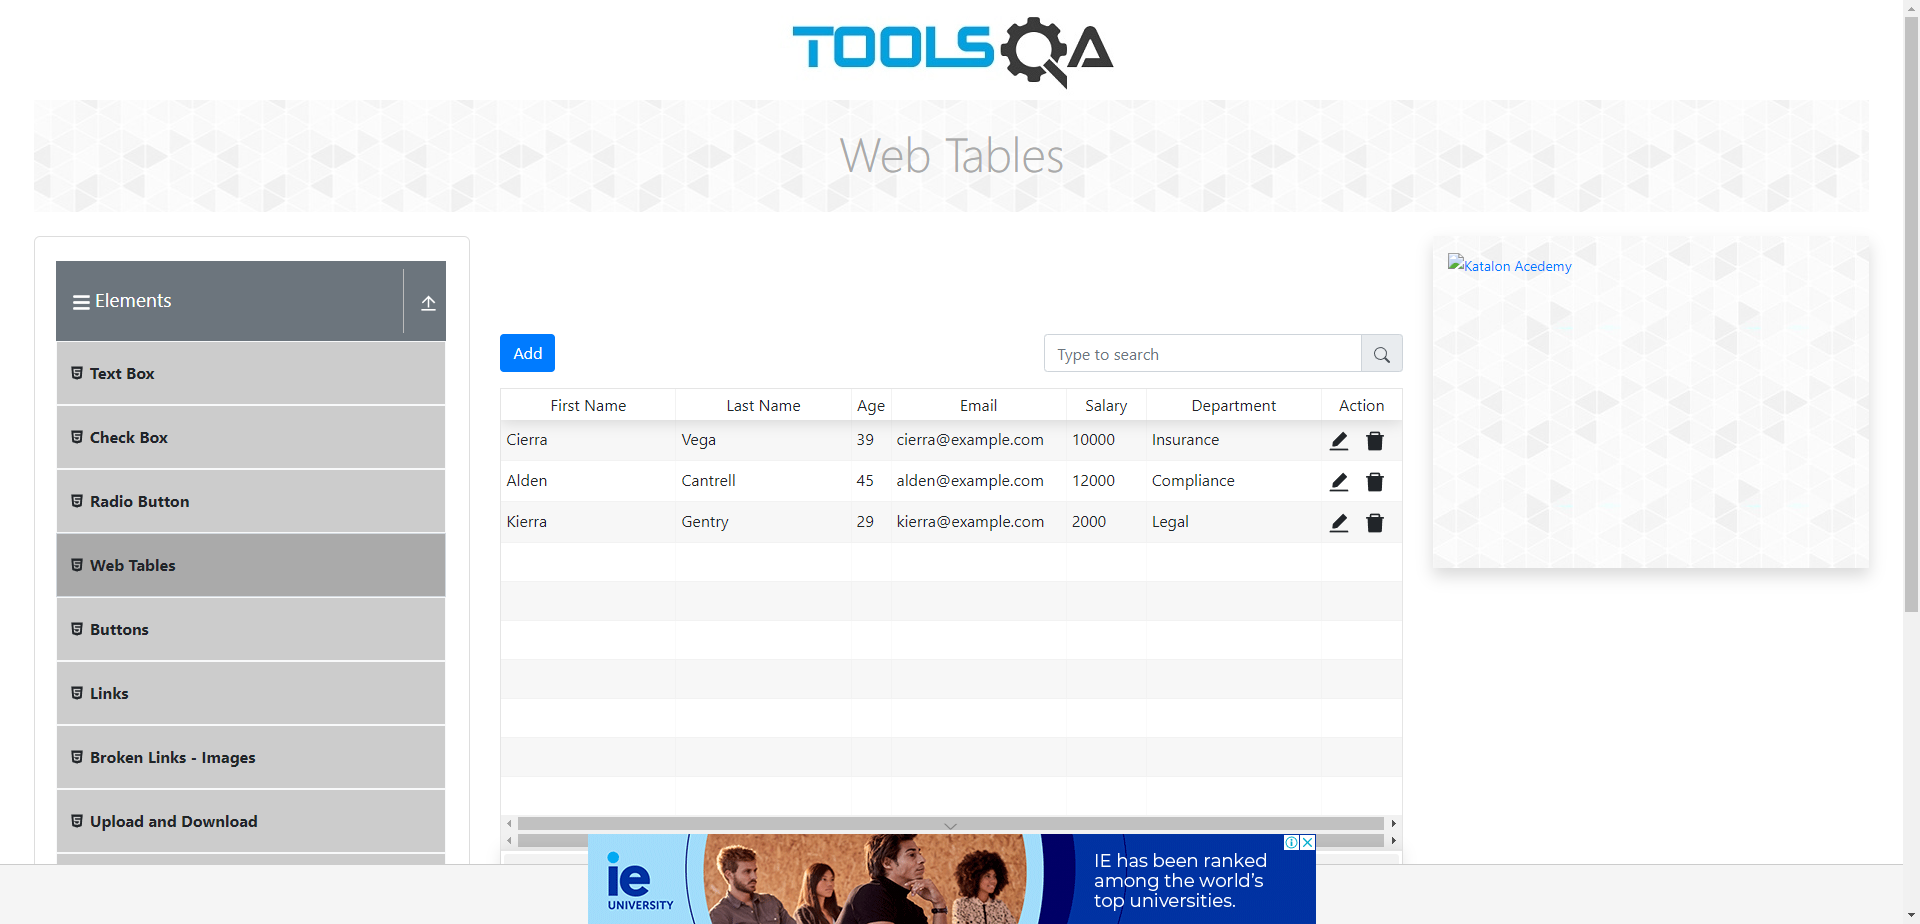 TOOLSQA
Web Tables
Elements
Text Box
Check Box
Radio Button
Web Tables
Buttons
Links
Broken Links - Images
Upload and Download
Add
Type to search
First Name Last Name Age Email Salary Department Action
Cierra Vega 39 cierra@example.com 10000 Insurance
Alden Cantrell 45 alden@example.com 12000 Compliance
Kierra Gentry 29 kierra@example.com 2000 Legal
Katalon Acedemy
ie
UNIVERSITY
IE has been ranked
among the world's
top universities.